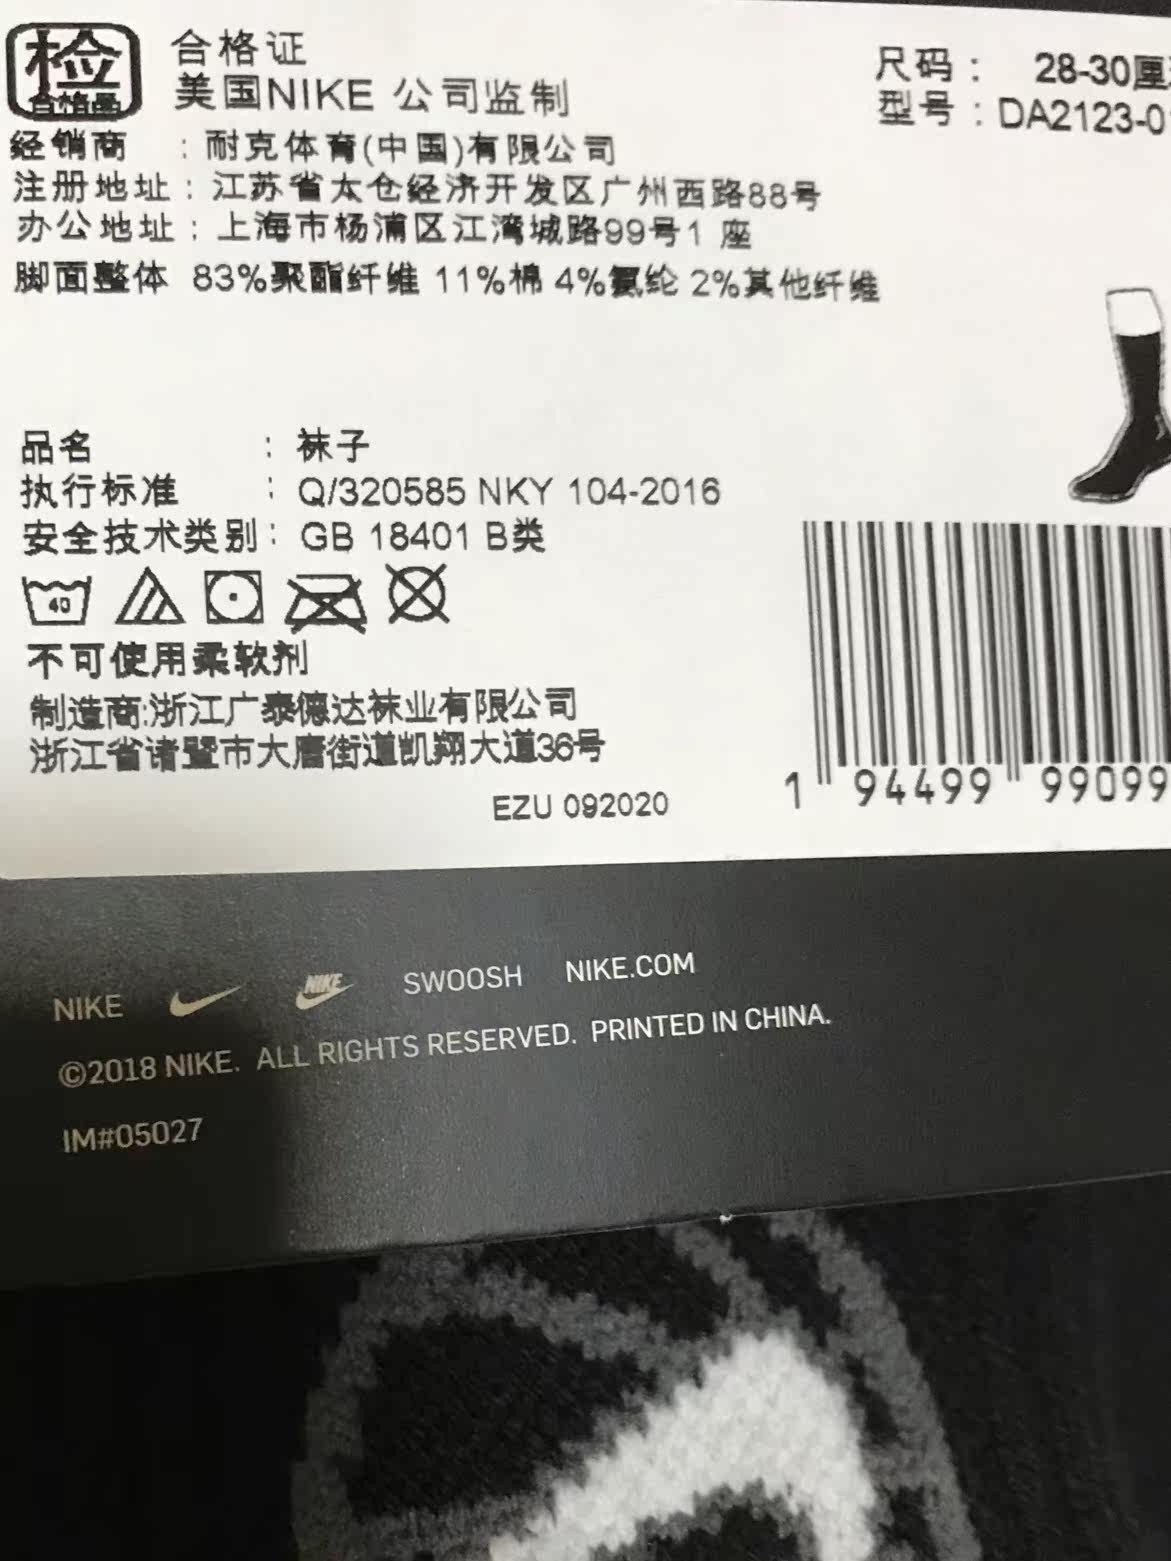 检
合格品
合格证
美国NIKE 公司监制
尺码： 28-30厘
型号：DA2123-0
经销商 ：耐克体育(中国)有限公司
注册地址：江苏省太仓经济开发区广州西路88号
办公地址：上海市杨浦区江湾城路99号1 座
脚面整体 83%聚酯纤维 11%棉 4%氨纶 2%其他纤维
品名 ：袜子
执行标准 ：Q/320585 NKY 104-2016
安全技术类别：GB 18401 B类
40
不可使用柔软剂
制造商:浙江广泰德达袜业有限公司
浙江省诸暨市大唐街道凯翔大道36号
EZU 092020
1 94499 99099
NIKE NIKE SWOOSH NIKE.COM
©2018 NIKE. ALL RIGHTS RESERVED. PRINTED IN CHINA.
IM#05027